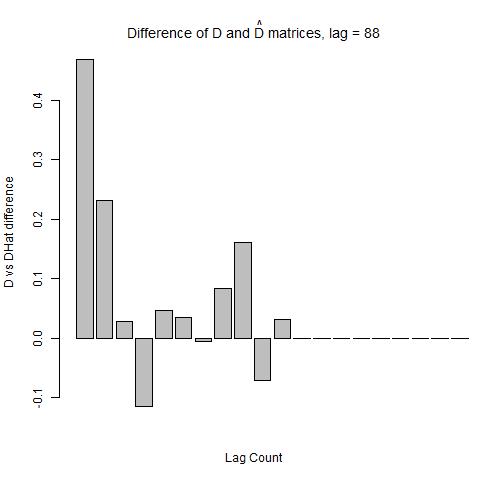 Difference of D and D̂ matrices, lag = 88
D vs DHat difference
0.4
0.3
0.2
0.1
0.0
-0.1
Lag Count